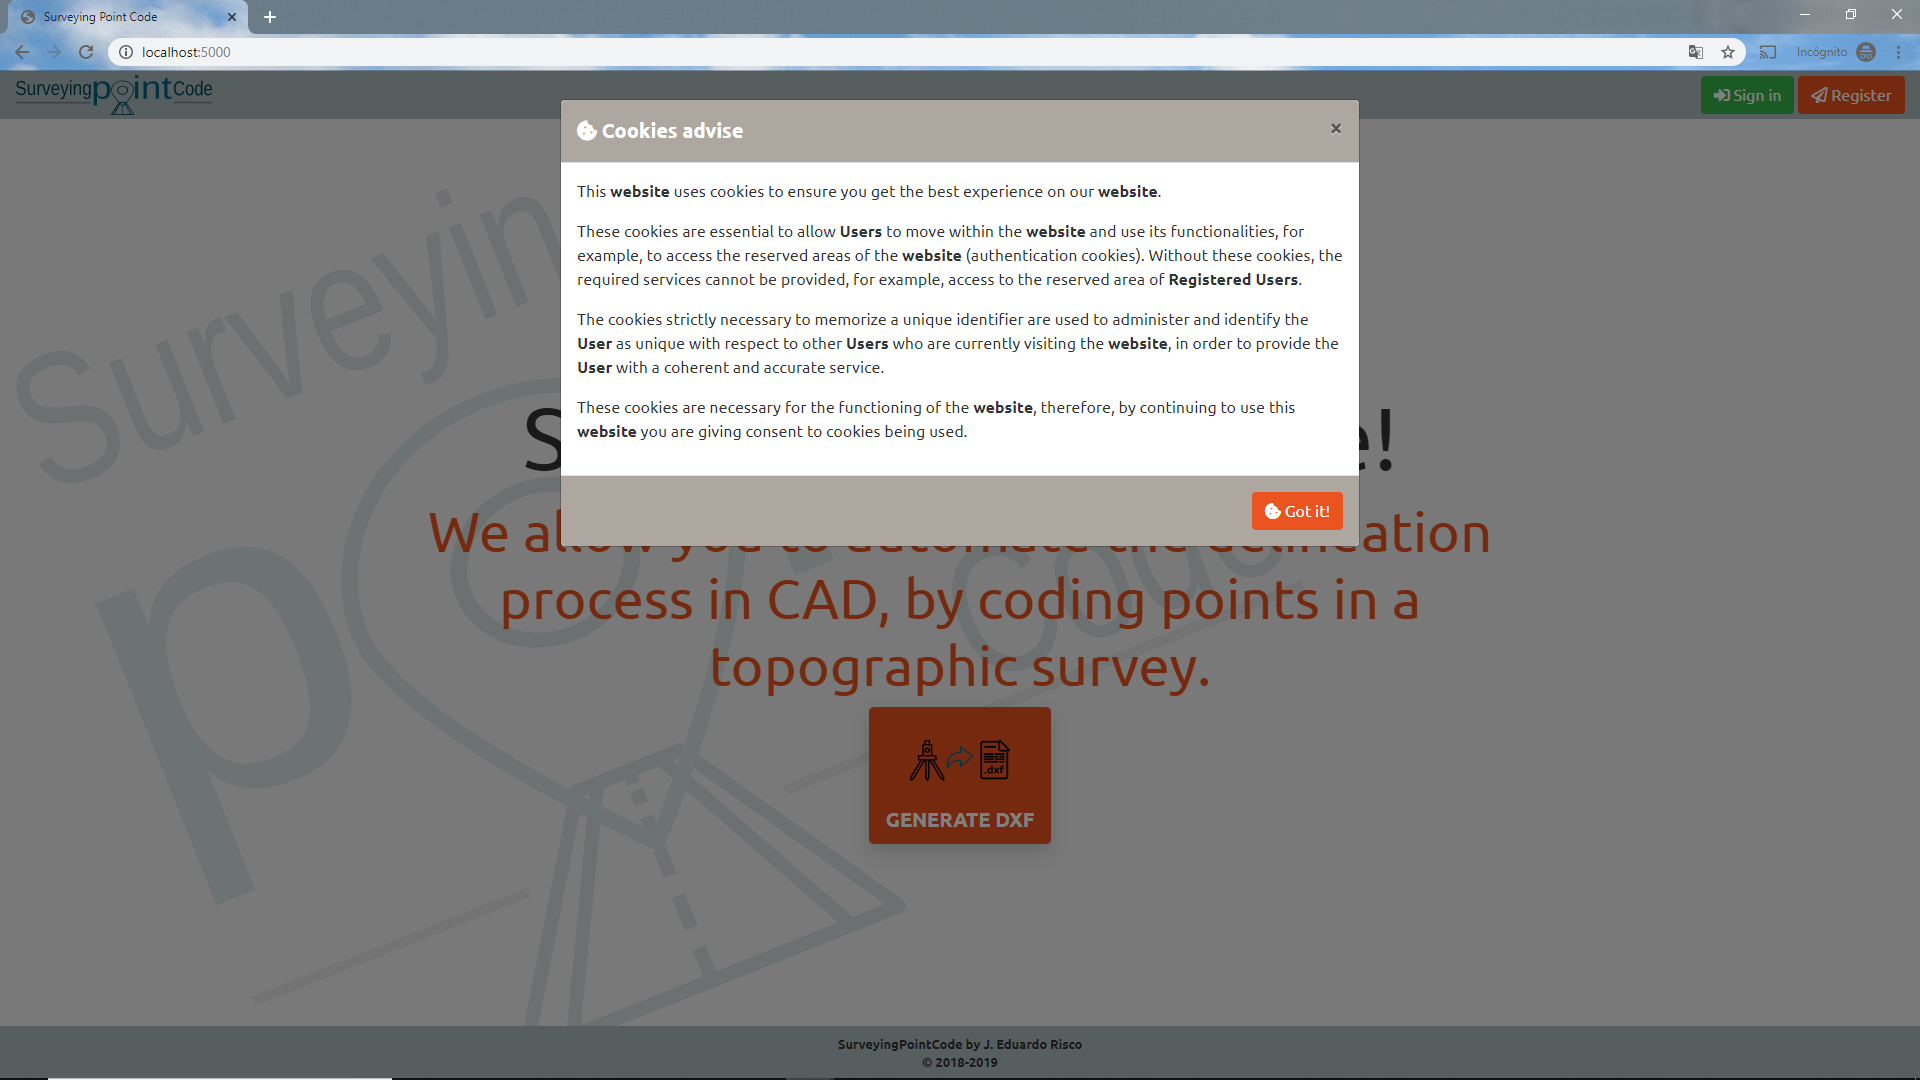 Surveying Point Code
localhost:5000
Incógnito
SurveyingpointCode
Sign in
Register
Cookies advise
×
This website uses cookies to ensure you get the best experience on our website.
These cookies are essential to allow Users to move within the website and use its functionalities, for
example, to access the reserved areas of the website (authentication cookies). Without these cookies, the
required services cannot be provided, for example, access to the reserved area of Registered Users.
The cookies strictly necessary to memorize a unique identifier are used to administer and identify the
User as unique with respect to other Users who are currently visiting the website, in order to provide the
User with a coherent and accurate service.
These cookies are necessary for the functioning of the website, therefore, by continuing to use this
website you are giving consent to cookies being used.
Got it!
We allow you to automate the delineation
process in CAD, by coding points in a
topographic survey.
.dxf
GENERATE DXF
SurveyingPointCode by J. Eduardo Risco
© 2018-2019